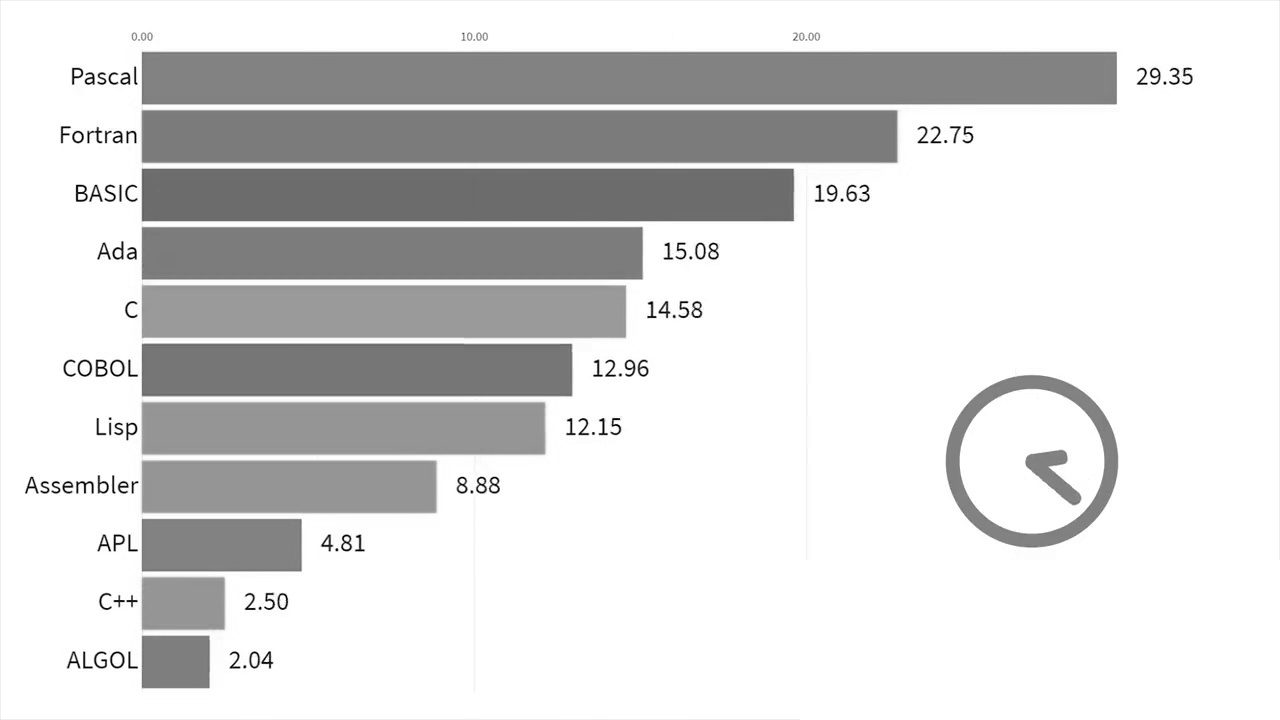 0.00 10.00 20.00
Pascal 29.35
Fortran 22.75
BASIC 19.63
Ada 15.08
C 14.58
COBOL 12.96
Lisp 12.15
Assembler 8.88
APL 4.81
C++ 2.50
ALGOL 2.04